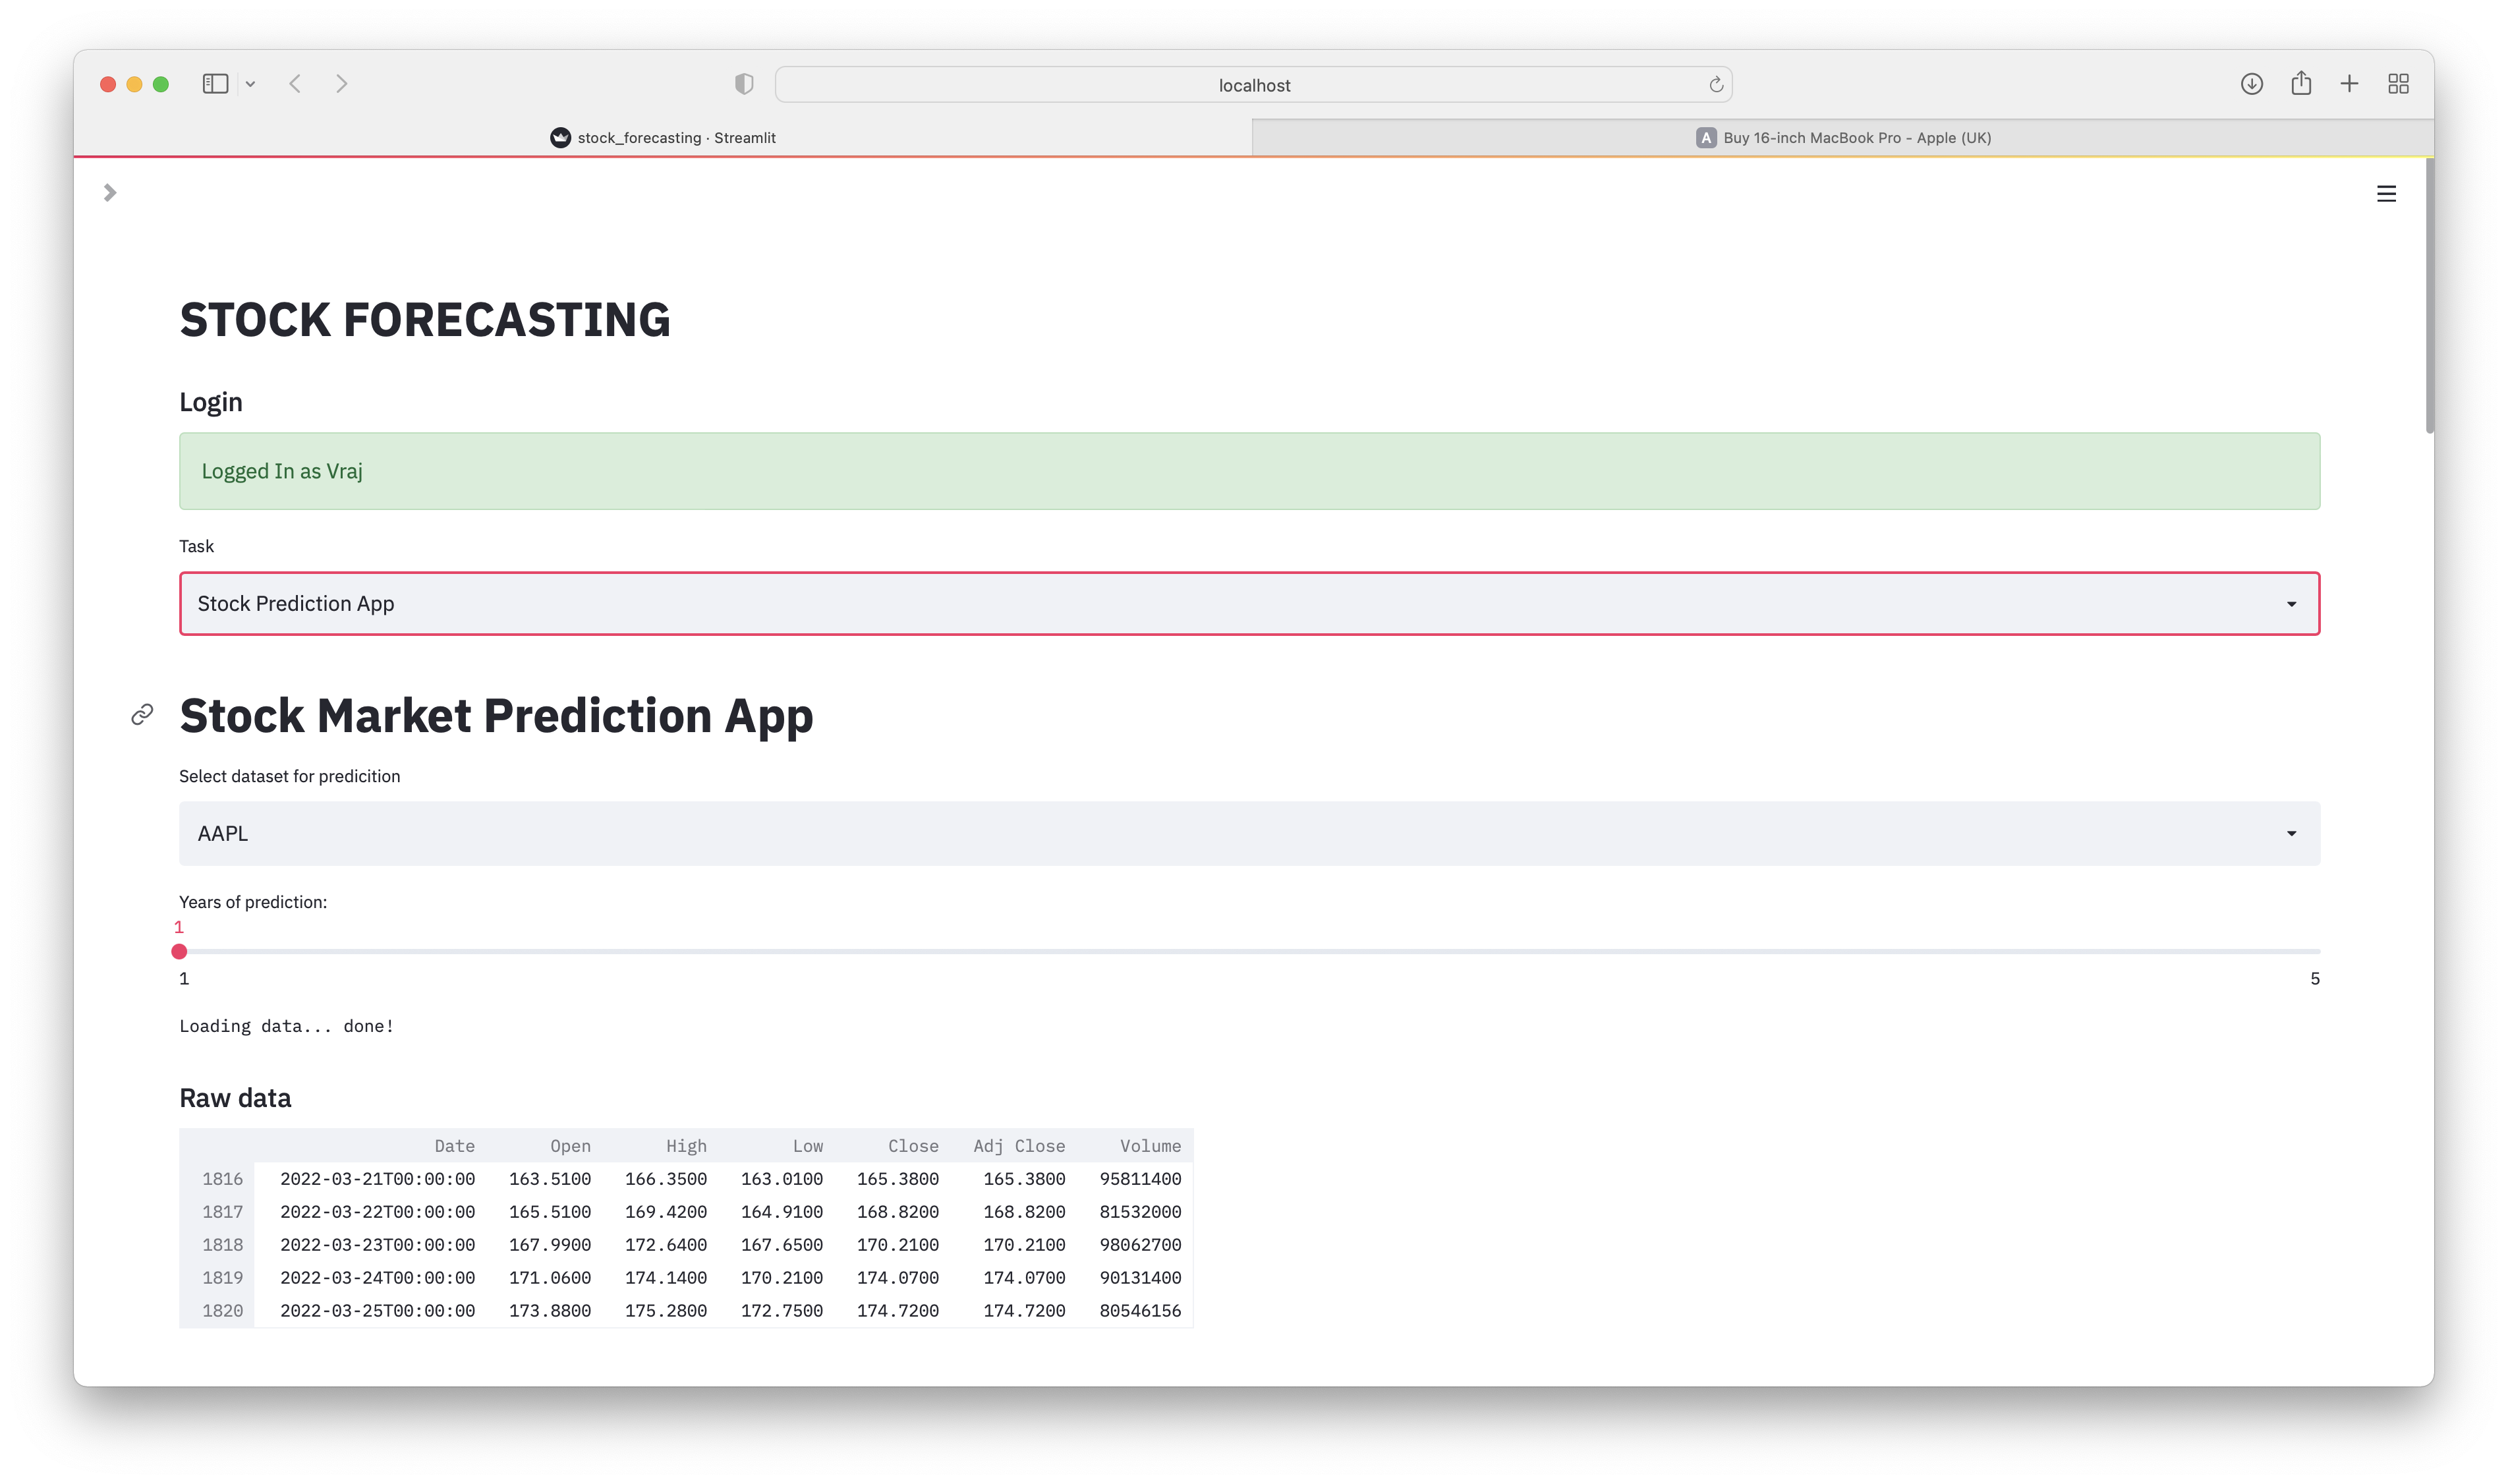 localhost
stock_forecasting · Streamlit
A Buy 16-inch MacBook Pro - Apple (UK)
STOCK FORECASTING
Login
Logged In as Vraj
Task
Stock Prediction App
Stock Market Prediction App
Select dataset for predicition
AAPL
Years of prediction:
1
1 5
Loading data... done!
Raw data
Date Open High Low Close Adj Close Volume
1816 2022-03-21T00:00:00 163.5100 166.3500 163.0100 165.3800 165.3800 95811400
1817 2022-03-22T00:00:00 165.5100 169.4200 164.9100 168.8200 168.8200 81532000
1818 2022-03-23T00:00:00 167.9900 172.6400 167.6500 170.2100 170.2100 98062700
1819 2022-03-24T00:00:00 171.0600 174.1400 170.2100 174.0700 174.0700 90131400
1820 2022-03-25T00:00:00 173.8800 175.2800 172.7500 174.7200 174.7200 80546156